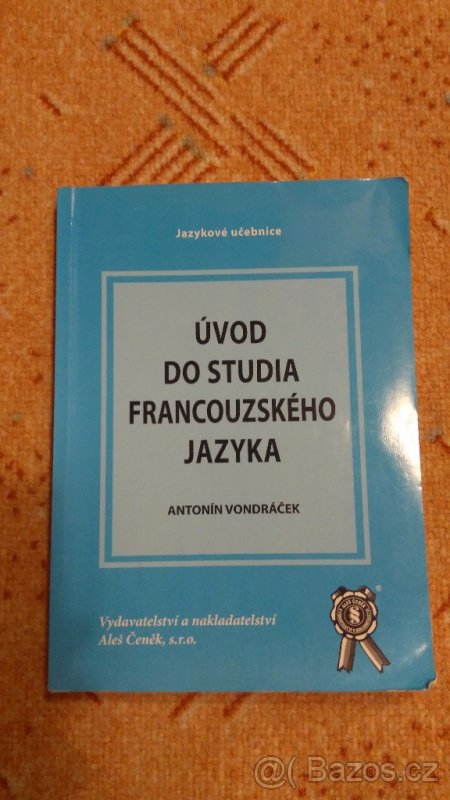 Jazykové učebnice
ÚVOD
DO STUDIA
FRANCOUZSKÉHO
JAZYKA
ANTONÍN VONDRÁČEK
Vydavatelství a nakladatelství
Aleš Čeněk, s.r.o.
®
§
@ Bazos.cz